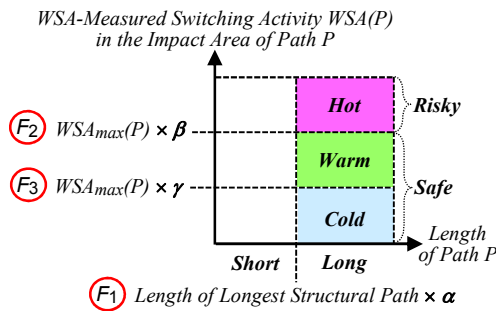 WSA-Measured Switching Activity WSA(P)
in the Impact Area of Path P
Hot
Risky
F2 WSAmax(P) × β
Warm
F3 WSAmax(P) × γ
Safe
Cold
Length
of Path P
Short Long
F1 Length of Longest Structural Path × α